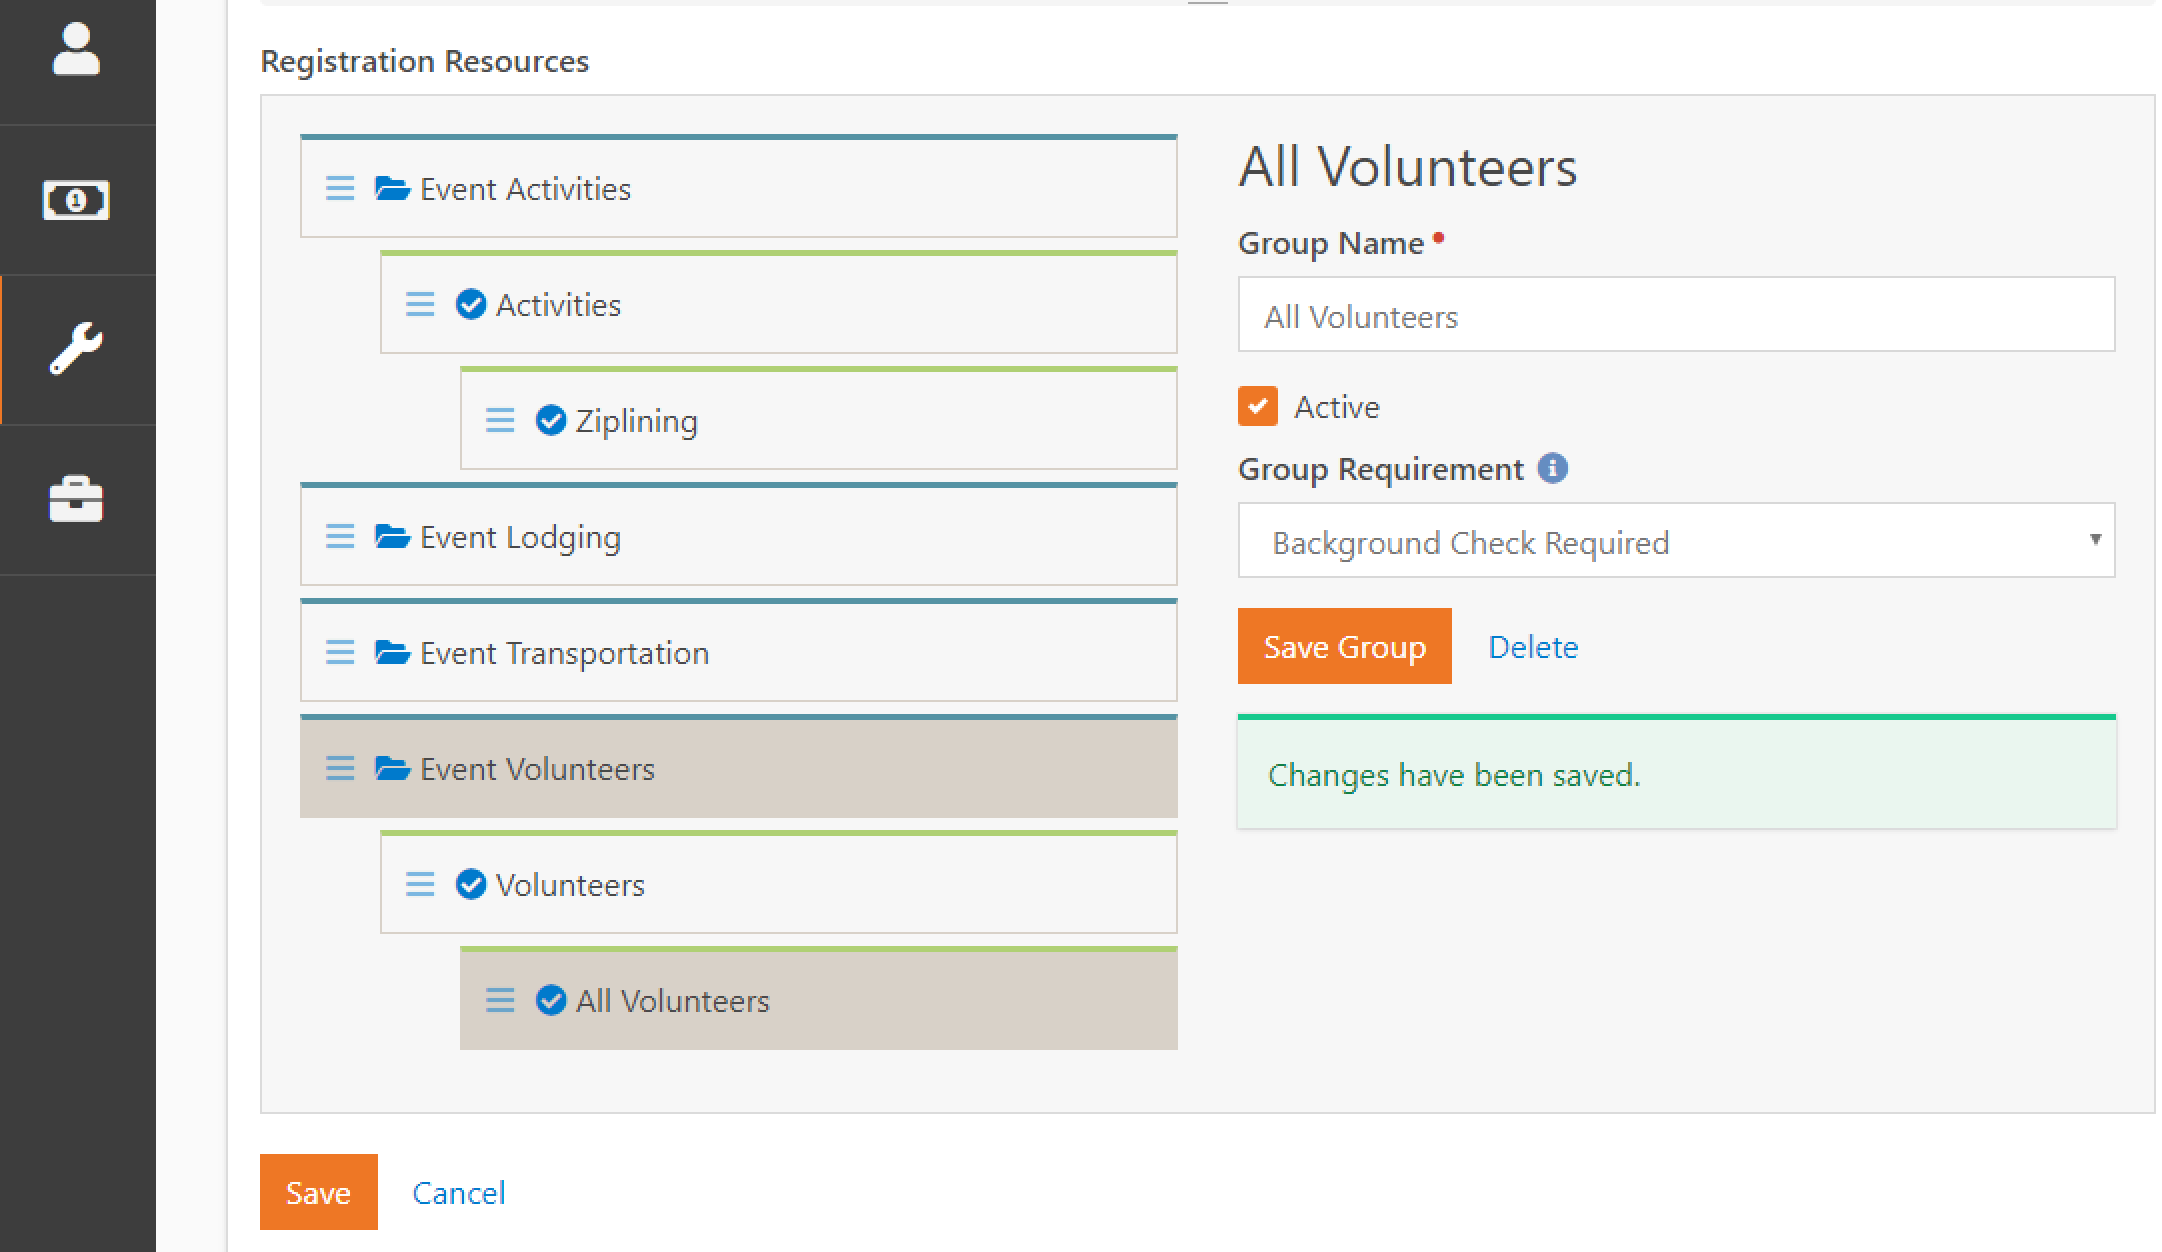 Registration Resources
Event Activities
Activities
Ziplining
Event Lodging
Event Transportation
Event Volunteers
Volunteers
All Volunteers
All Volunteers
Group Name
All Volunteers
Active
Group Requirement
Background Check Required
Save Group Delete
Changes have been saved.
Save Cancel